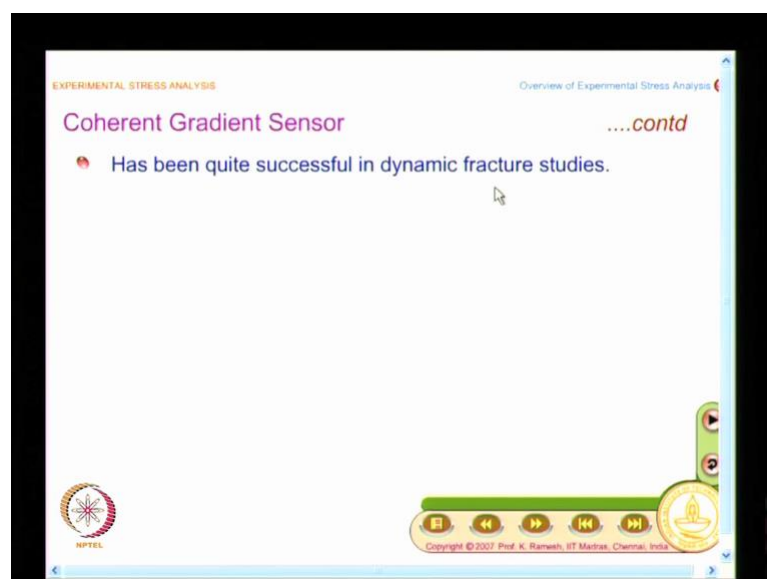 EXPERIMENTAL STRESS ANALYSIS
Overview of Experimental Stress Analysis
Coherent Gradient Sensor
....contd
Has been quite successful in dynamic fracture studies.
NPTEL
Copyright © 2007 Prof. K. Ramesh, IIT Madras, Chennai, India